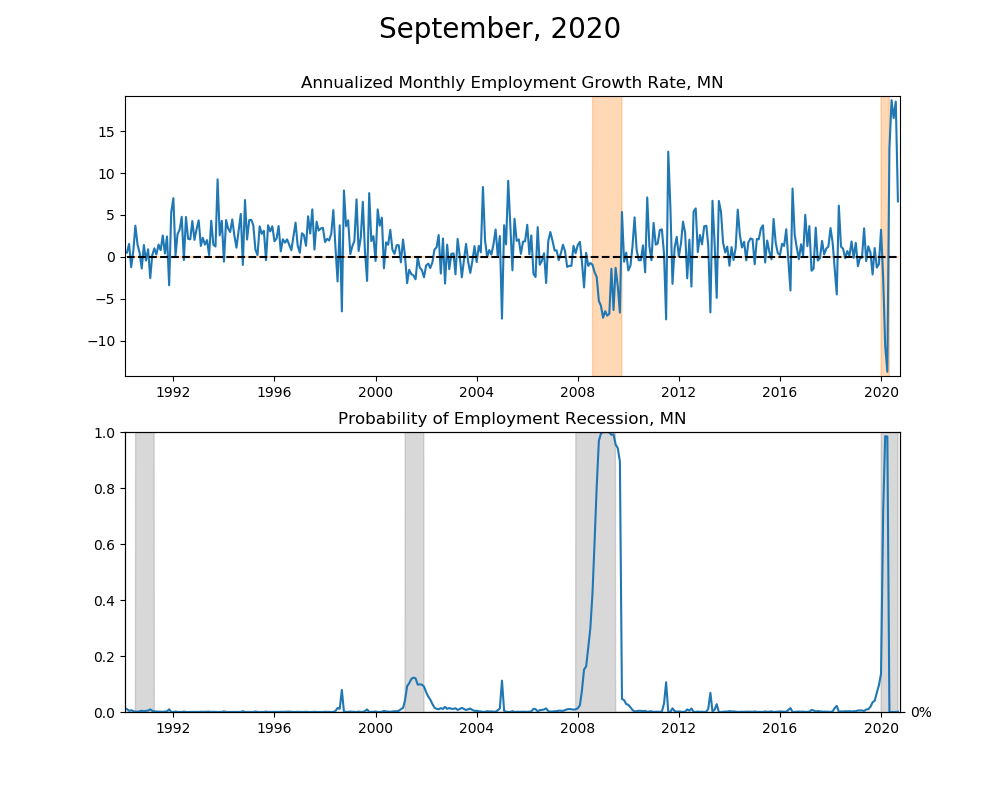 September, 2020
Annualized Monthly Employment Growth Rate, MN
15
10
5
0
−5
−10
1992 1996 2000 2004 2008 2012 2016 2020
Probability of Employment Recession, MN
1.0
0.8
0.6
0.4
0.2
0.0
0%
1992 1996 2000 2004 2008 2012 2016 2020